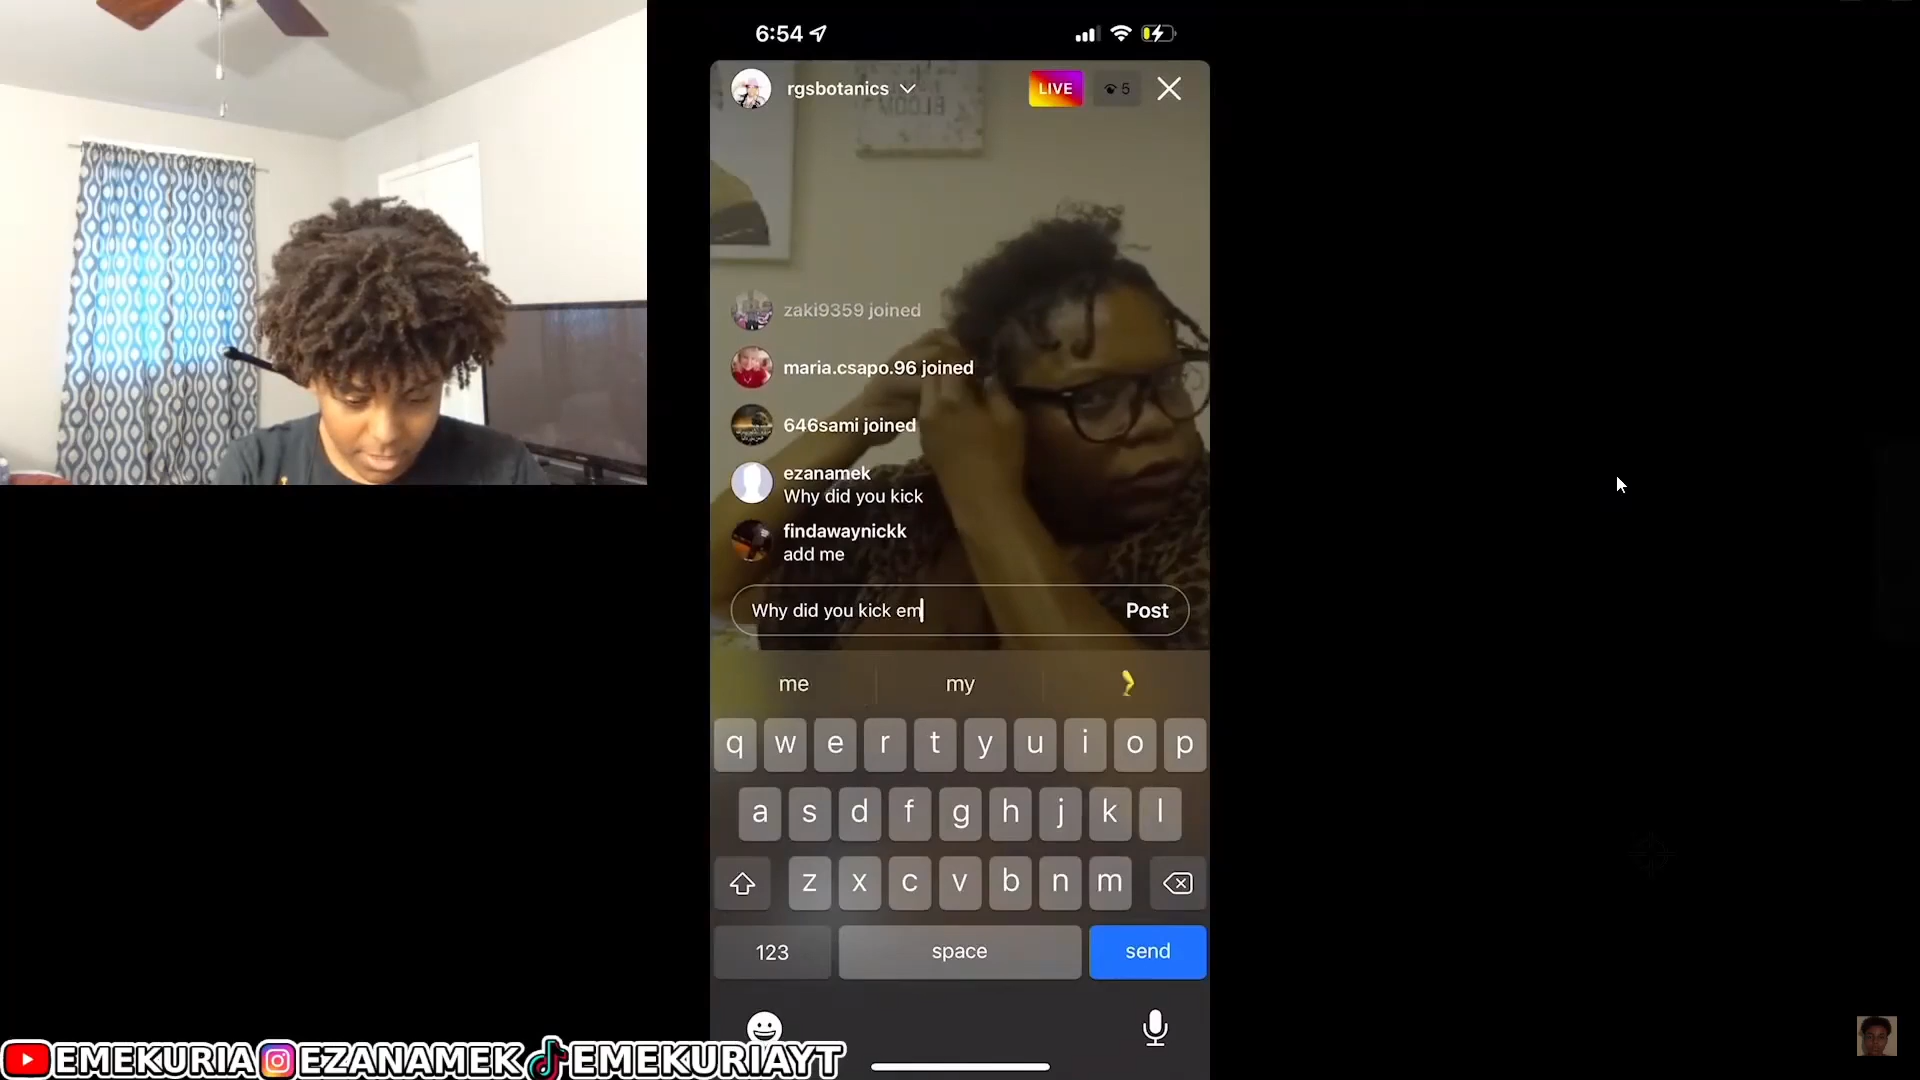 6:54
rgsbotanics
LIVE
5
zaki9359 joined
maria.csapo.96 joined
646sami joined
ezanamek
Why did you kick
findawaynickk
add me
Why did you kick em
Post
me
my
q w e r t y u i o p
a s d f g h j k l
z x c v b n m
123
space
send
EMEKURIA EZANAMEK EMEKURIAYT